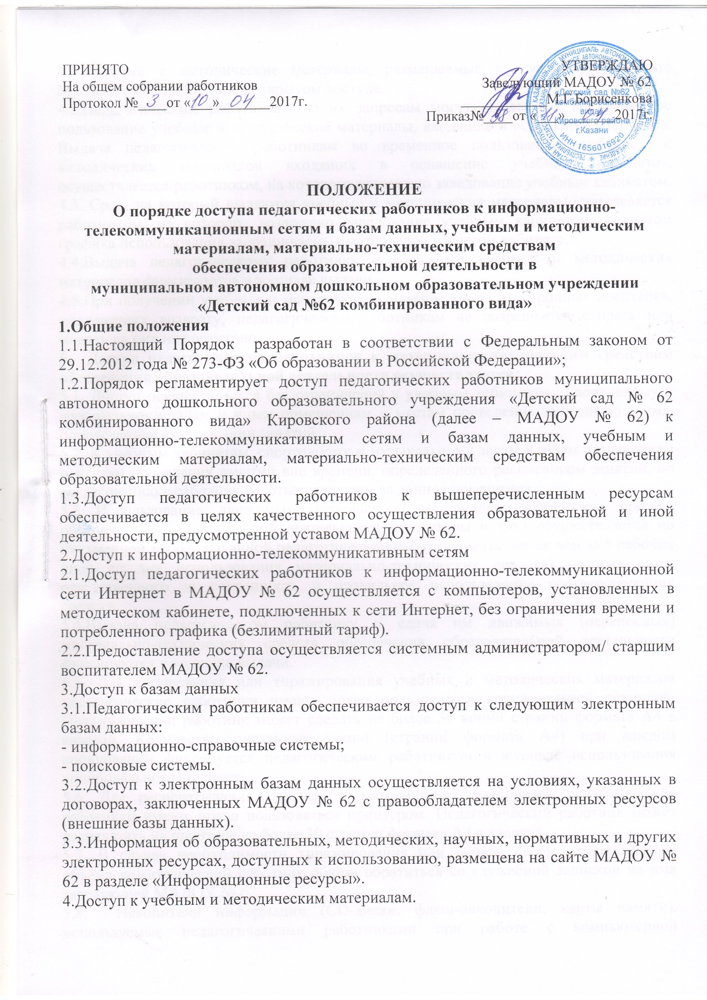 ПРИНЯТО
На общем собрании работников
Протокол № 3 от «10» 04 2017г.
УТВЕРЖДАЮ
Заведующий МАДОУ № 62
М.Г.Борисенкова
Приказ№ 98 от «11» 04 2017г.
«Детский сад №62
комбинированного
вида»
Кировского района
г.Казани
ИНН 1656016920
ПОЛОЖЕНИЕ
О порядке доступа педагогических работников к информационно-
телекоммуникационным сетям и базам данных, учебным и методическим
материалам, материально-техническим средствам
обеспечения образовательной деятельности в
муниципальном автономном дошкольном образовательном учреждении
«Детский сад №62 комбинированного вида»
1.Общие положения
1.1.Настоящий Порядок разработан в соответствии с Федеральным законом от
29.12.2012 года № 273-ФЗ «Об образовании в Российской Федерации»;
1.2.Порядок регламентирует доступ педагогических работников муниципального
автономного дошкольного образовательного учреждения «Детский сад № 62
комбинированного вида» Кировского района (далее – МАДОУ № 62) к
информационно-телекоммуникативным сетям и базам данных, учебным и
методическим материалам, материально-техническим средствам обеспечения
образовательной деятельности.
1.3.Доступ педагогических работников к вышеперечисленным ресурсам
обеспечивается в целях качественного осуществления образовательной и иной
деятельности, предусмотренной уставом МАДОУ № 62.
2.Доступ к информационно-телекоммуникативным сетям
2.1.Доступ педагогических работников к информационно-телекоммуникационной
сети Интернет в МАДОУ № 62 осуществляется с компьютеров, установленных в
методическом кабинете, подключенных к сети Интернет, без ограничения времени и
потребленного графика (безлимитный тариф).
2.2.Предоставление доступа осуществляется системным администратором/ старшим
воспитателем МАДОУ № 62.
3.Доступ к базам данных
3.1.Педагогическим работникам обеспечивается доступ к следующим электронным
базам данных:
- информационно-справочные системы;
- поисковые системы.
3.2.Доступ к электронным базам данных осуществляется на условиях, указанных в
договорах, заключенных МАДОУ № 62 с правообладателем электронных ресурсов
(внешние базы данных).
3.3.Информация об образовательных, методических, научных, нормативных и других
электронных ресурсах, доступных к использованию, размещена на сайте МАДОУ №
62 в разделе «Информационные ресурсы».
4.Доступ к учебным и методическим материалам.